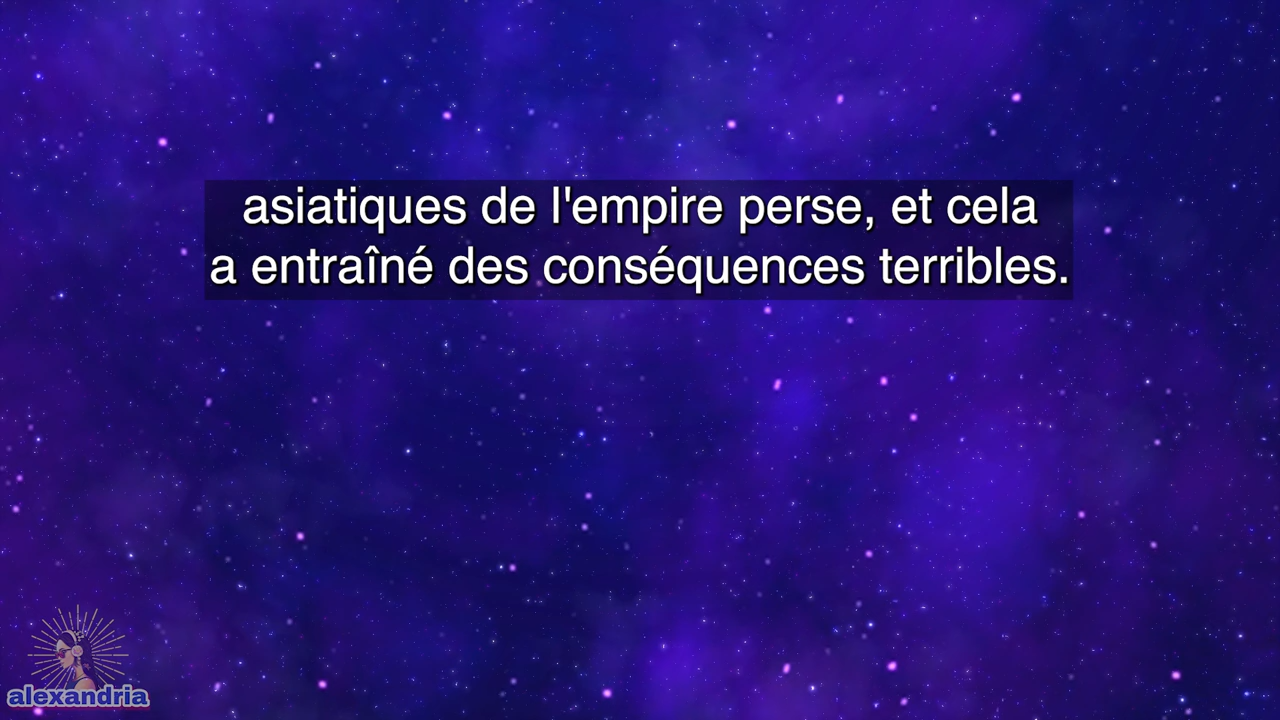 asiatiques de l'empire perse, et cela
a entraîné des conséquences terribles.
alexandria